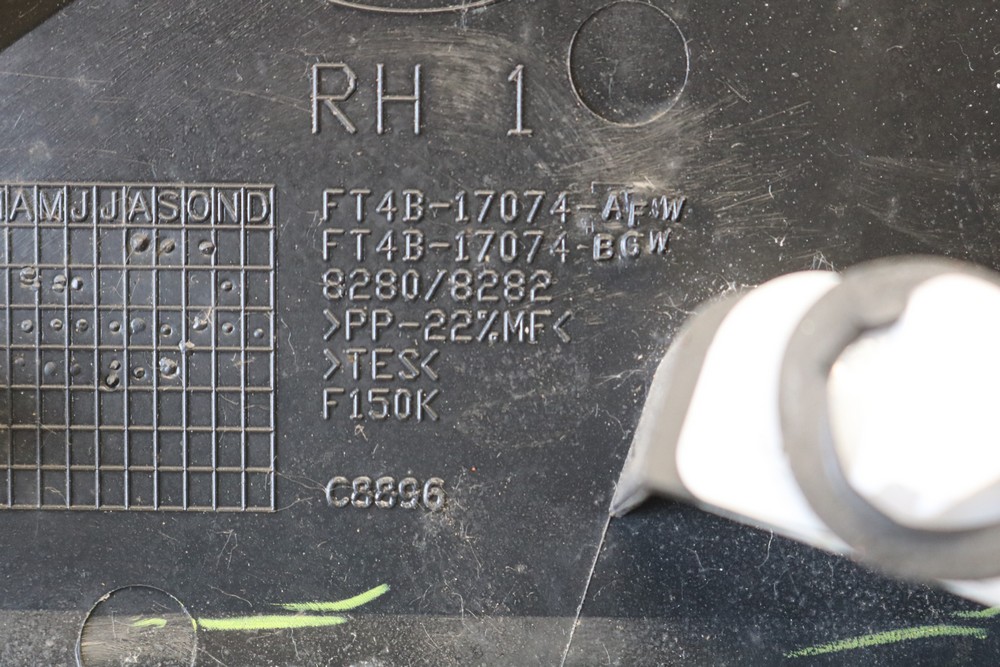 RH 1
MAMJJASOND
FT4B-17074-AFW
FT4B-17074-BGW
8280/8282
>PP-22%MF<
>TES<
F150K
C8896